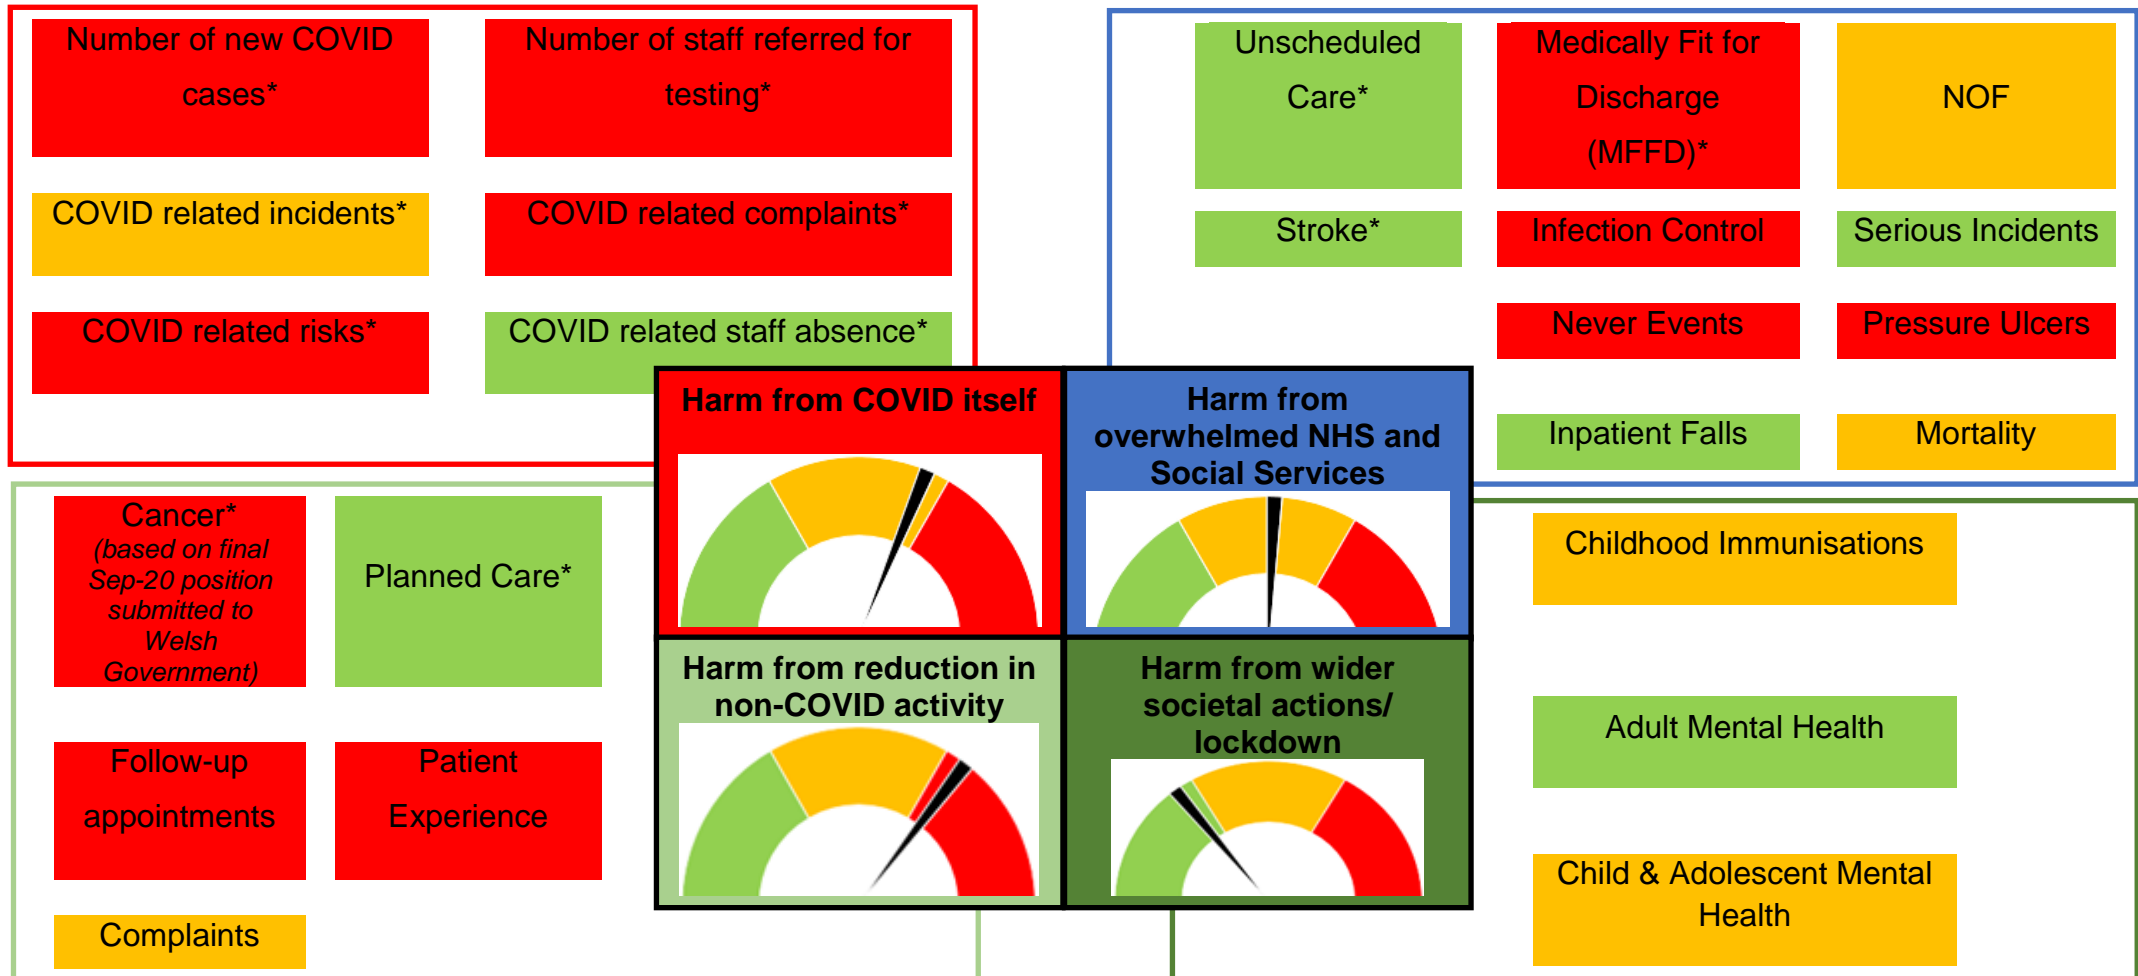 Number of new COVID
cases*
Number of staff referred for
testing*
COVID related incidents*
COVID related complaints*
COVID related risks*
COVID related staff absence*
Unscheduled
Care*
Medically Fit for
Discharge
(MFFD)*
NOF
Stroke*
Infection Control
Serious Incidents
Never Events
Pressure Ulcers
Inpatient Falls
Mortality
Harm from COVID itself
Harm from
overwhelmed NHS and
Social Services
Harm from reduction in
non-COVID activity
Harm from wider
societal actions/
lockdown
Cancer*
(based on final
Sep-20 position
submitted to
Welsh
Government)
Planned Care*
Follow-up
appointments
Patient
Experience
Complaints
Childhood Immunisations
Adult Mental Health
Child & Adolescent Mental
Health